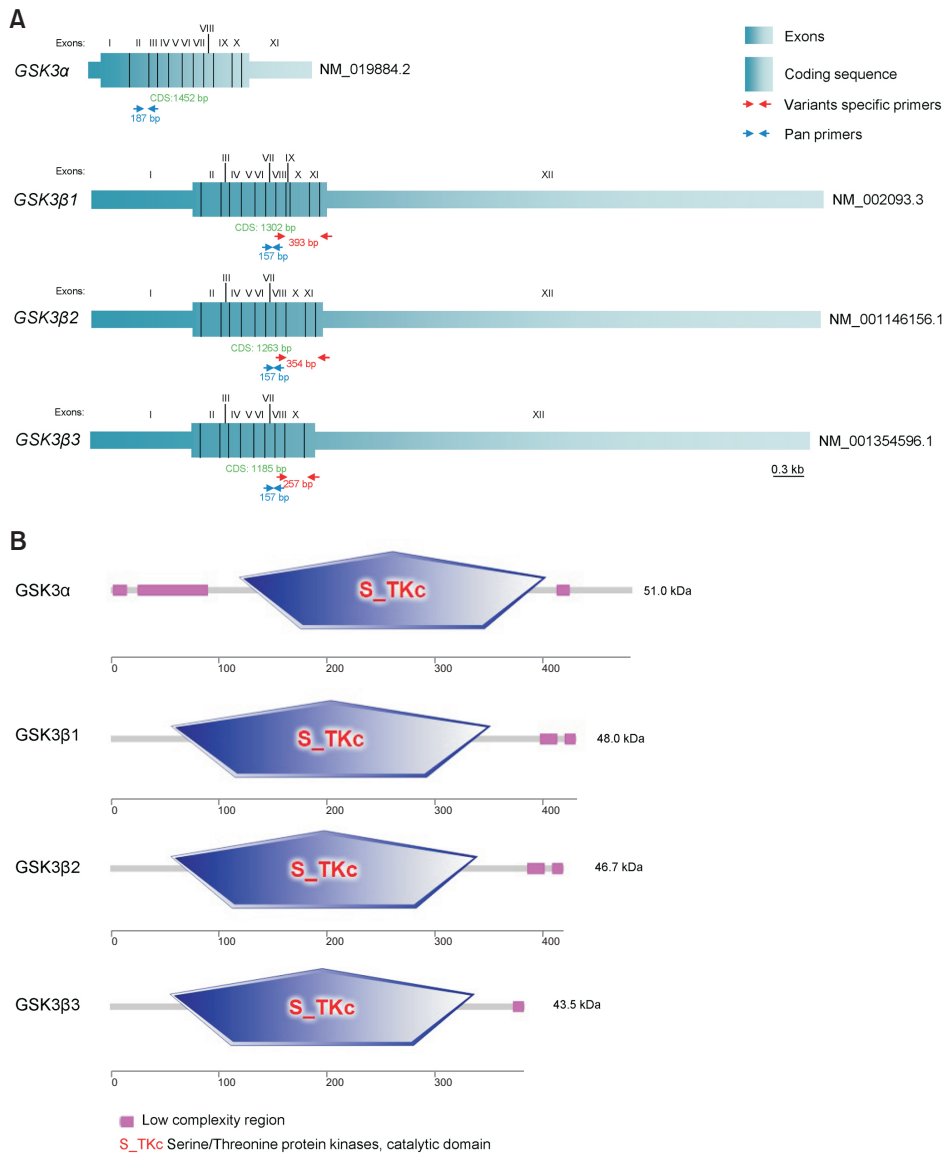 A
Exons: I II III IV V VI VII VIII IX X XI
GSK3α
NM_019884.2
CDS:1452 bp
187 bp
Exons
Coding sequence
Variants specific primers
Pan primers
Exons: I II III IV V VI VII VIII IX X XI XII
GSK3β1
NM_002093.3
CDS: 1302 bp
393 bp
157 bp
Exons: I II III IV V VI VII VIII X XI XII
GSK3β2
NM_001146156.1
CDS: 1263 bp
354 bp
157 bp
Exons: I II III IV V VI VII VIII X XII
GSK3β3
NM_001354596.1
CDS: 1185 bp
257 bp
157 bp
0.3 kb
B
GSK3α
S_TKc
51.0 kDa
0 100 200 300 400
GSK3β1
S_TKc
48.0 kDa
0 100 200 300 400
GSK3β2
S_TKc
46.7 kDa
0 100 200 300 400
GSK3β3
S_TKc
43.5 kDa
0 100 200 300
Low complexity region
S_TKc Serine/Threonine protein kinases, catalytic domain